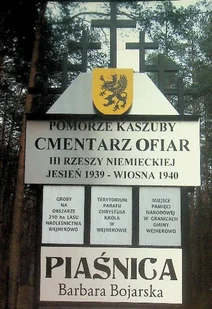 POMORZE KASZUBY
CMENTARZ OFIAR
III RZESZY NIEMIECKIEJ
JESIEŃ 1939 - WIOSNA 1940
GROBY
NA
OBSZARZE
250 ha LASU
NADLEŚNICTWA
WEJHEROWO
TERYTORIUM
PARAFII
CHRYSTUSA
KRÓLA
W
WEJHEROWIE
MIEJSCE
PAMIĘCI
NARODOWEJ
W GRANICACH
GMINY
WEJHEROWO
PIAŚNICA
Barbara Bojarska